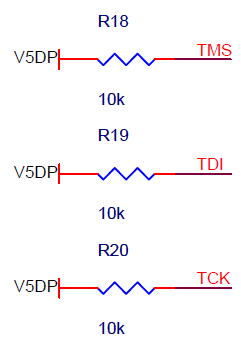 R18
V5DP TMS
10k
R19
V5DP TDI
10k
R20
V5DP TCK
10k